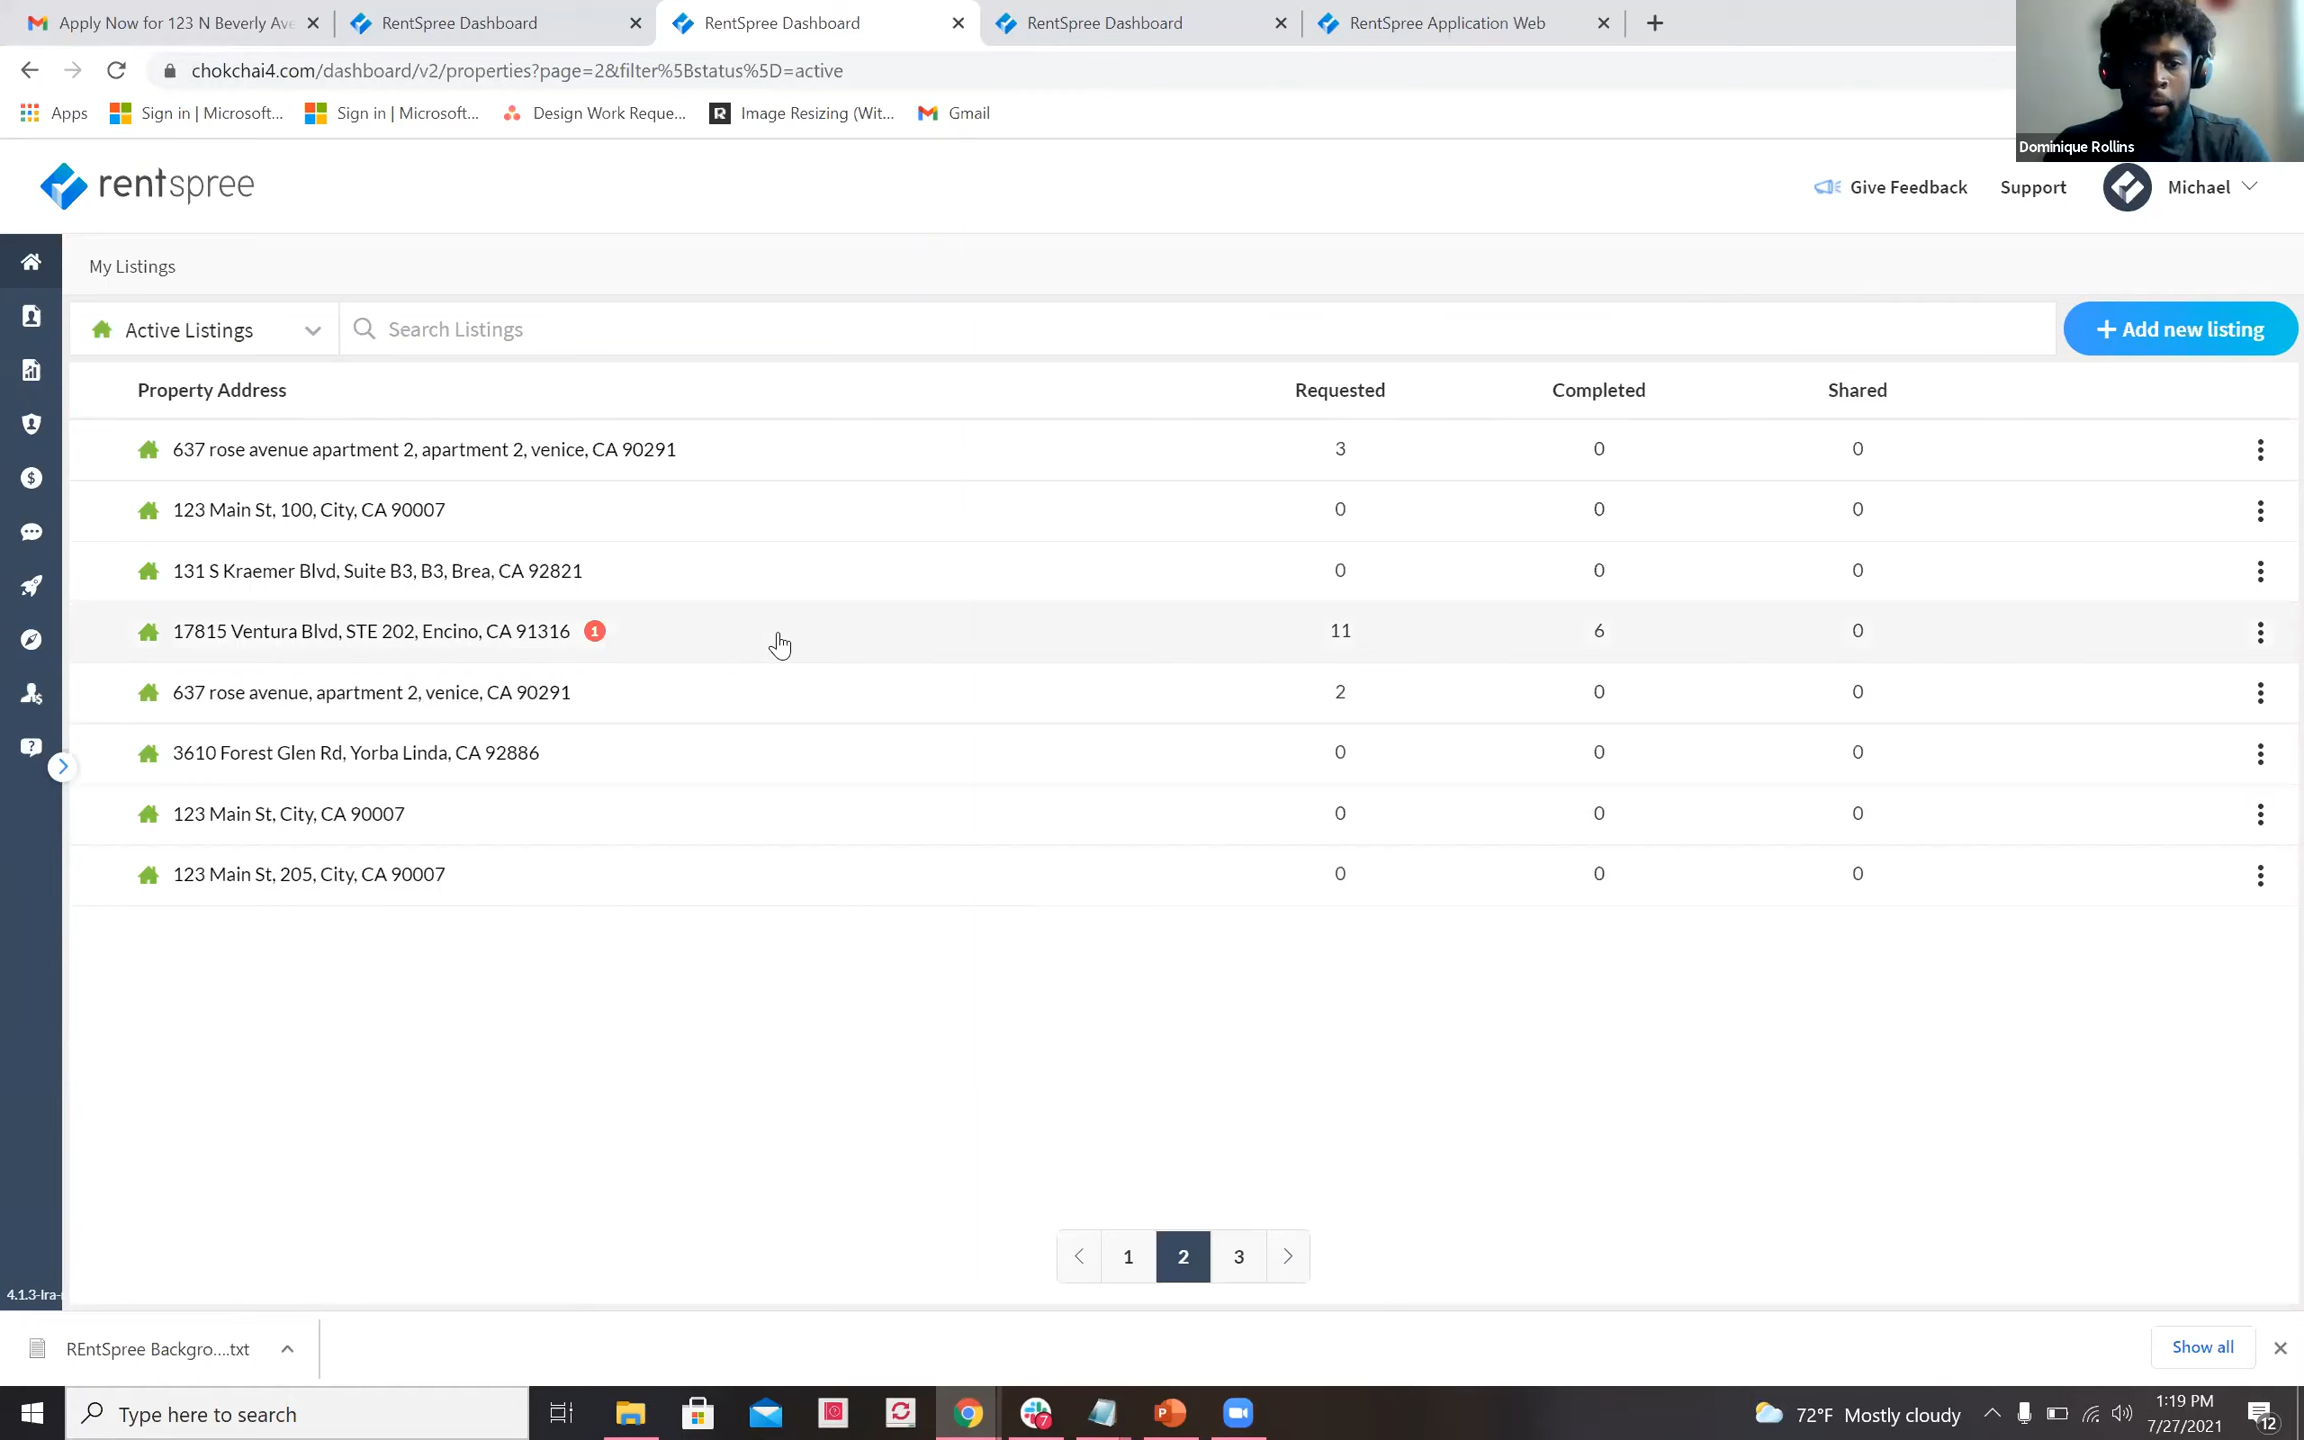 Apply Now for 123 N Beverly Ave
RentSpree Dashboard
RentSpree Dashboard
RentSpree Dashboard
RentSpree Application Web
chokchai4.com/dashboard/v2/properties?page=2&filter%5Bstatus%5D=active
Apps
Sign in | Microsoft...
Sign in | Microsoft...
Design Work Reque...
R
Image Resizing (Wit...
Gmail
Dominique Rollins
rentspree
Give Feedback
Support
Michael
My Listings
Active Listings
Search Listings
+ Add new listing
Property Address Requested Completed Shared
637 rose avenue apartment 2, apartment 2, venice, CA 90291 3 0 0
123 Main St, 100, City, CA 90007 0 0 0
131 S Kraemer Blvd, Suite B3, B3, Brea, CA 92821 0 0 0
17815 Ventura Blvd, STE 202, Encino, CA 91316 1 11 6 0
637 rose avenue, apartment 2, venice, CA 90291 2 0 0
3610 Forest Glen Rd, Yorba Linda, CA 92886 0 0 0
123 Main St, City, CA 90007 0 0 0
123 Main St, 205, City, CA 90007 0 0 0
1 2 3
4.1.3-lra-
REntSpree Backgro....txt
Show all
Type here to search
7
P
72°F Mostly cloudy
1:19 PM
7/27/2021
12